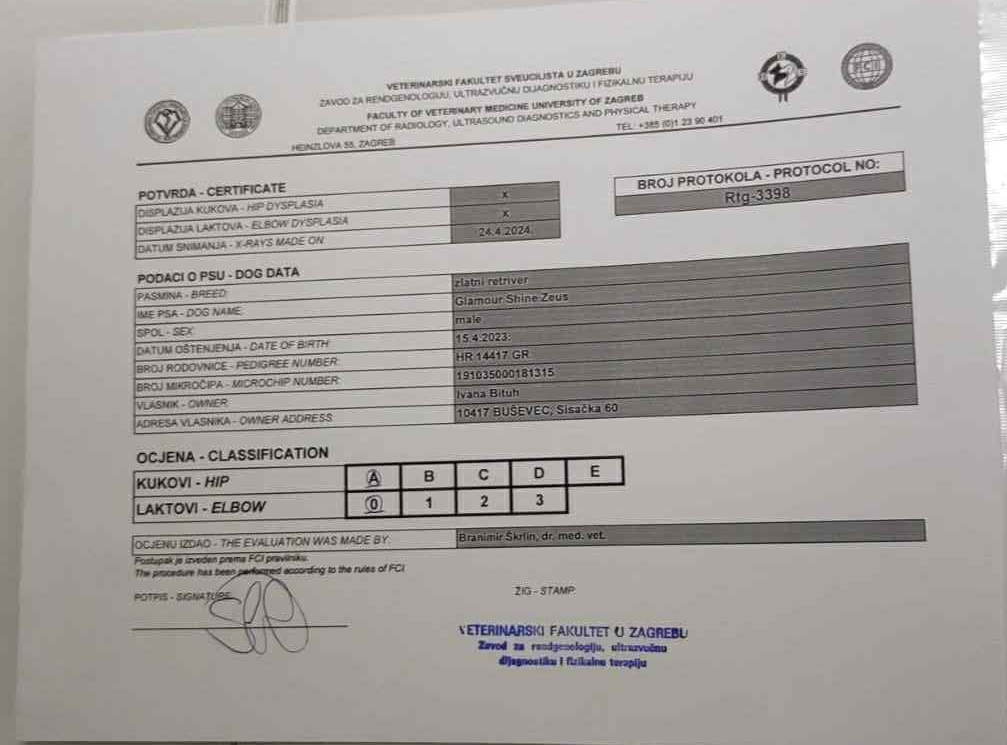 VETERINARSKI FAKULTET SVEUCILISTA U ZAGREBU
ZAVOD ZA RENDGENOLOGIJU, ULTRAZVUČNU DIJAGNOSTIKU I FIZIKALNU TERAPIJU
FACULTY OF VETERINARY MEDICINE UNIVERSITY OF ZAGREB
DEPARTMENT OF RADIOLOGY, ULTRASOUND DIAGNOSTICS AND PHYSICAL THERAPY
HEINZLOVA 55, ZAGREB TEL: +385 (0)1 23 90 401
FCI
POTVRDA - CERTIFICATE
DISPLAZIJA KUKOVA - HIP DYSPLASIA x
DISPLAZIJA LAKTOVA - ELBOW DYSPLASIA x
DATUM SNIMANJA - X-RAYS MADE ON: 24.4.2024.
BROJ PROTOKOLA - PROTOCOL NO:
Rtg-3398
PODACI O PSU - DOG DATA
PASMINA - BREED: zlatni retriver
IME PSA - DOG NAME: Glamour Shine Zeus
SPOL - SEX: male
DATUM OŠTENJENJA - DATE OF BIRTH: 15.4.2023.
BROJ RODOVNICE - PEDIGREE NUMBER: HR 14417 GR
BROJ MIKROČIPA - MICROCHIP NUMBER: 191035000181315
VLASNIK - OWNER: Ivana Bituh
ADRESA VLASNIKA - OWNER ADDRESS: 10417 BUŠEVEC, Sisačka 60
OCJENA - CLASSIFICATION
KUKOVI - HIP A B C D E
LAKTOVI - ELBOW 0 1 2 3
OCJENU IZDAO - THE EVALUATION WAS MADE BY: Branimir Škrlin, dr. med. vet.
Postupak je izveden prema FCI pravilniku.
The procedure has been performed according to the rules of FCI
POTPIS - SIGNATURE: ŽIG - STAMP:
VETERINARSKI FAKULTET U ZAGREBU
Zavod za rendgenologiju, ultrazvučnu
dijagnostiku i fizikalnu terapiju